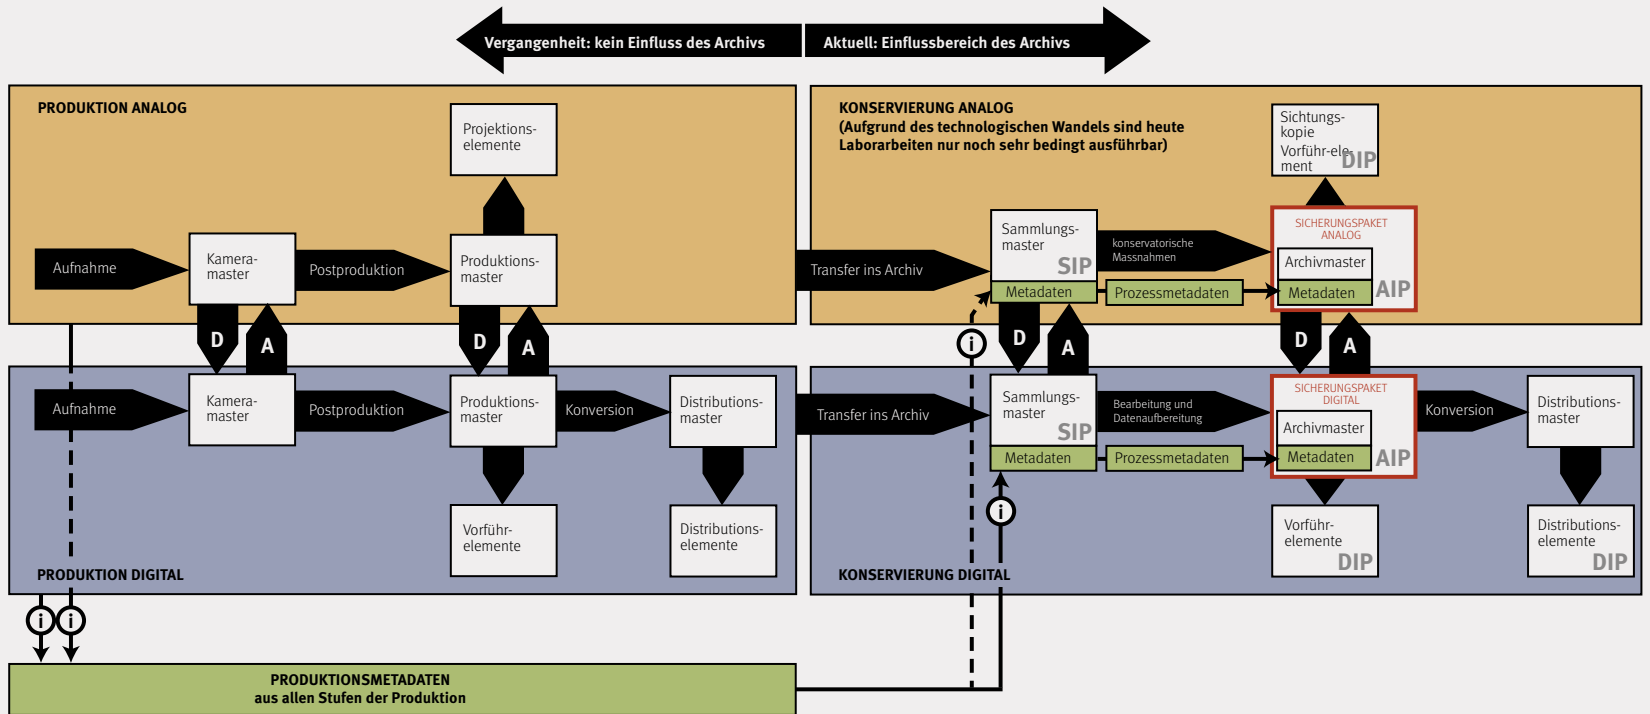 Vergangenheit: kein Einfluss des Archivs
Aktuell: Einflussbereich des Archivs
PRODUKTION ANALOG
Projektions-
elemente
Aufnahme
Kamera-
master
Postproduktion
Produktions-
master
D
A
D
A
KONSERVIERUNG ANALOG
(Aufgrund des technologischen Wandels sind heute
Laborarbeiten nur noch sehr bedingt ausführbar)
Sichtungs-
kopie
Vorführ-ele-
ment
DIP
Transfer ins Archiv
Sammlungs-
master
SIP
Metadaten
konservatorische
Massnahmen
Prozessmetadaten
SICHERUNGSPAKET
ANALOG
Archivmaster
Metadaten
AIP
i
D
A
D
A
Aufnahme
Kamera-
master
Postproduktion
Produktions-
master
Konversion
Distributions-
master
Vorführ-
elemente
Distributions-
elemente
PRODUKTION DIGITAL
Transfer ins Archiv
Sammlungs-
master
SIP
Metadaten
Bearbeitung und
Datenaufbereitung
Prozessmetadaten
SICHERUNGSPAKET
DIGITAL
Archivmaster
Metadaten
AIP
Konversion
Distributions-
master
i
Vorführ-
elemente
DIP
Distributions-
elemente
DIP
KONSERVIERUNG DIGITAL
i
i
PRODUKTIONSMETADATEN
aus allen Stufen der Produktion